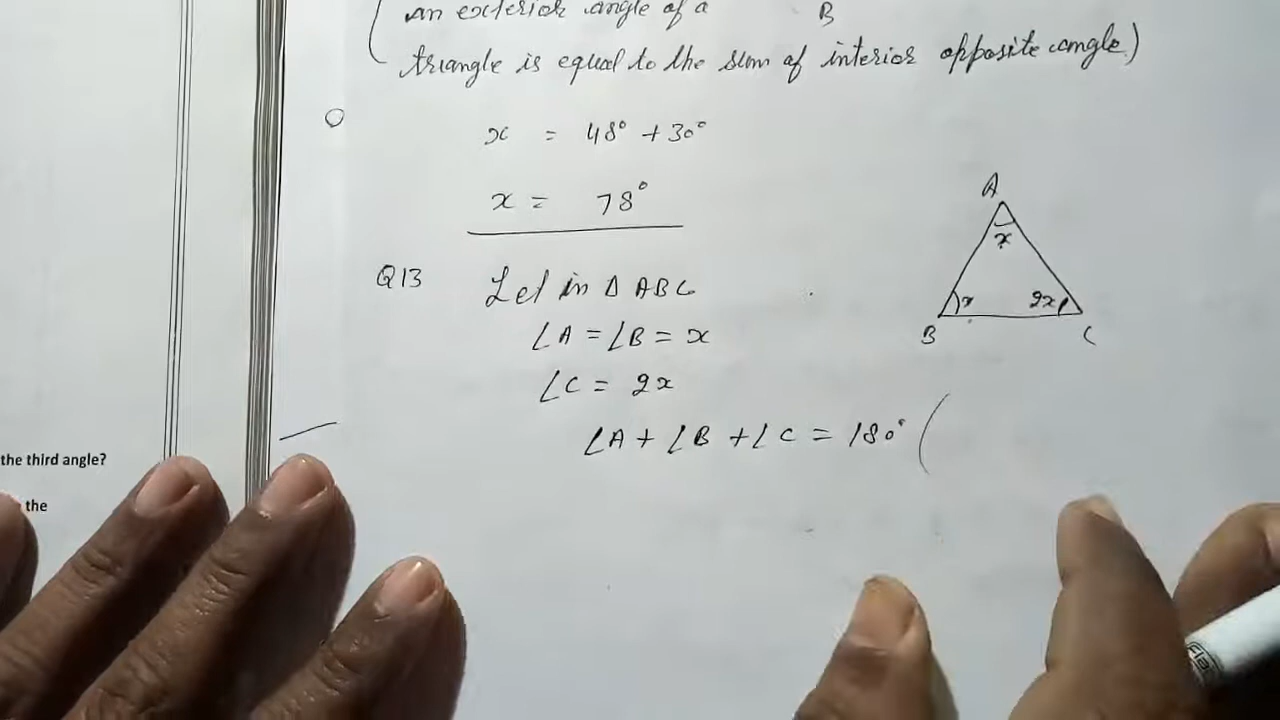 an exterior angle of a
B
triangle is equal to the sum of interior opposite angle)
x = 48° + 30°
x = 78°
A
x
Q13 Let in Δ ABC
x 2x
∠A = ∠B = x
B C
∠C = 2x
∠A + ∠B + ∠C = 180° (
the third angle?
the